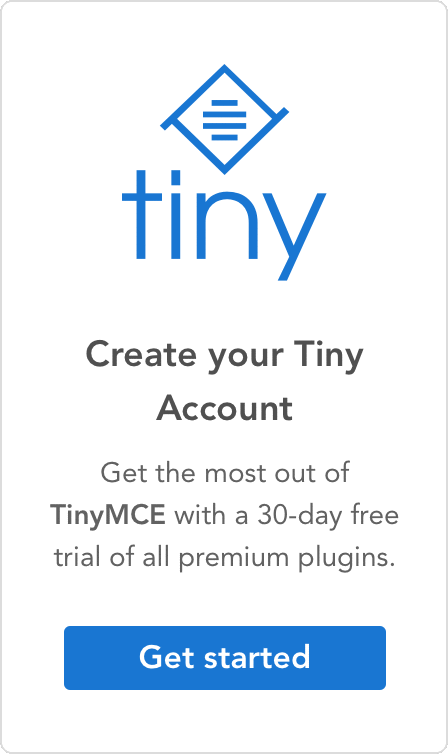 tiny
Create your Tiny
Account
Get the most out of
TinyMCE with a 30-day free
trial of all premium plugins.
Get started